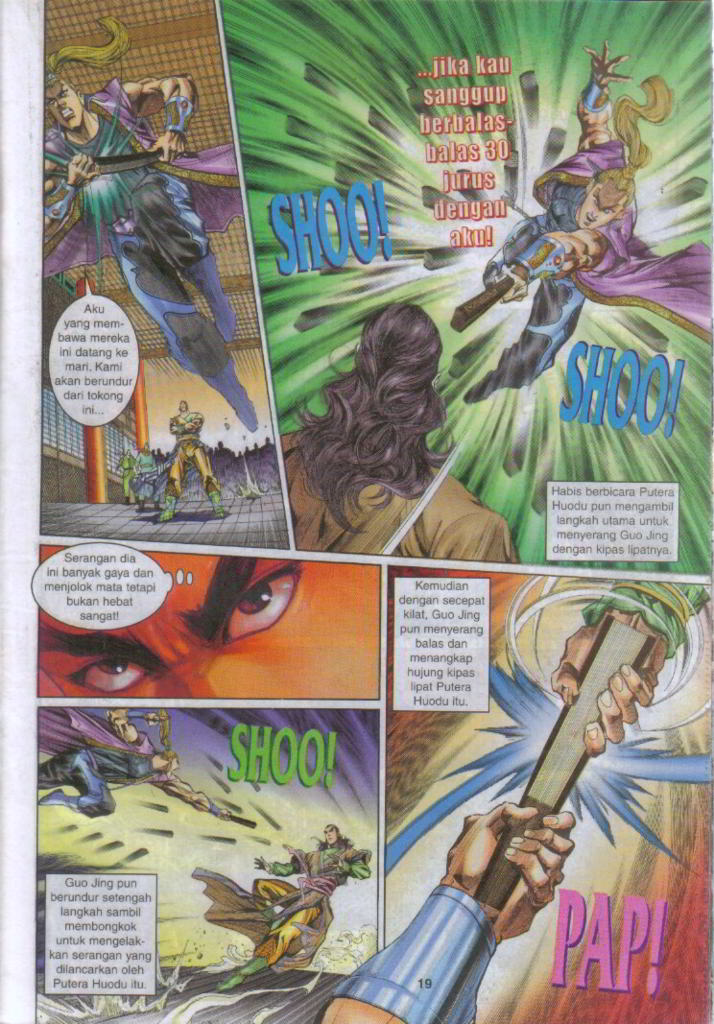 Aku
yang mem-
bawa mereka
ini datang ke
mari. Kami
akan berundur
dari tokong
ini...
...jika kau
sanggup
berbalas-
balas 30
jurus
dengan
aku!
SHOO!
SHOO!
Habis berbicara Putera
Huodu pun mengambil
langkah utama untuk
menyerang Guo Jing
dengan kipas lipatnya.
Serangan dia
ini banyak gaya dan
menjolok mata tetapi
bukan hebat
sangat!
Kemudian
dengan secepat
kilat, Guo Jing
pun menyerang
balas dan
menangkap
hujung kipas
lipat Putera
Huodu itu.
SHOO!
Guo Jing pun
berundur setengah
langkah sambil
membongkok
untuk mengelak-
kan serangan yang
dilancarkan oleh
Putera Huodu itu.
PAP!
19